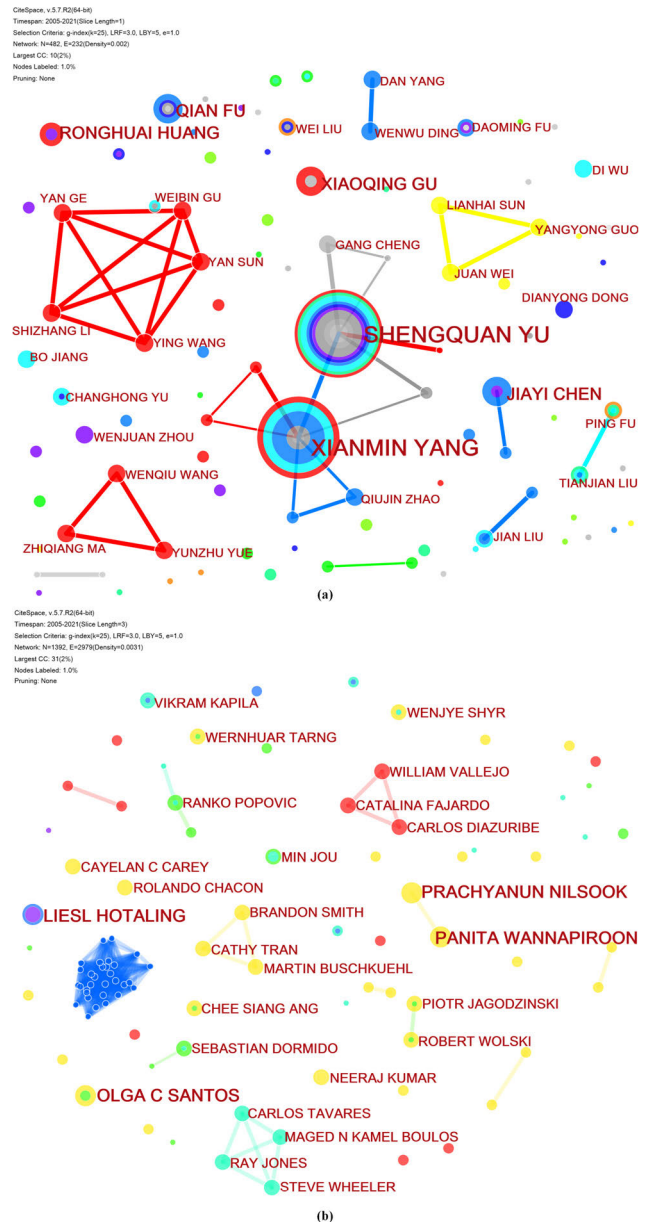 CiteSpace, v.5.7.R2(64-bit)
Timespan: 2005-2021(Slice Length=1)
Selection Criteria: g-index(k=25), LRF=3.0, LBY=5, e=1.0
Network: N=482, E=232(Density=0.002)
Largest CC: 10(2%)
Nodes Labeled: 1.0%
Pruning: None
DAN YANG
QIAN FU
RONGHUAI HUANG
WEI LIU
WENWU DING
DAOMING FU
DI WU
XIAOQING GU
YAN GE
WEIBIN GU
LIANHAI SUN
YANGYONG GUO
GANG CHENG
YAN SUN
JUAN WEI
DIANYONG DONG
SHIZHANG LI
YING WANG
SHENGQUAN YU
BO JIANG
CHANGHONG YU
JIAYI CHEN
PING FU
WENJUAN ZHOU
XIANMIN YANG
WENQIU WANG
QIUJIN ZHAO
TIANJIAN LIU
ZHIQIANG MA
YUNZHU YUE
JIAN LIU
(a)
CiteSpace, v.5.7.R2(64-bit)
Timespan: 2005-2021(Slice Length=3)
Selection Criteria: g-index(k=25), LRF=3.0, LBY=5, e=1.0
Network: N=1392, E=2979(Density=0.0031)
Largest CC: 31(2%)
Nodes Labeled: 1.0%
Pruning: None
VIKRAM KAPILA
WENJYE SHYR
WERNHUAR TARNG
WILLIAM VALLEJO
RANKO POPOVIC
CATALINA FAJARDO
CARLOS DIAZURIBE
MIN JOU
CAYELAN C CAREY
ROLANDO CHACON
PRACHYANUN NILSOOK
LIESL HOTALING
BRANDON SMITH
PANITA WANNAPIROON
CATHY TRAN
MARTIN BUSCHKUEHL
CHEE SIANG ANG
PIOTR JAGODZINSKI
SEBASTIAN DORMIDO
ROBERT WOLSKI
NEERAJ KUMAR
OLGA C SANTOS
CARLOS TAVARES
MAGED N KAMEL BOULOS
RAY JONES
STEVE WHEELER
(b)